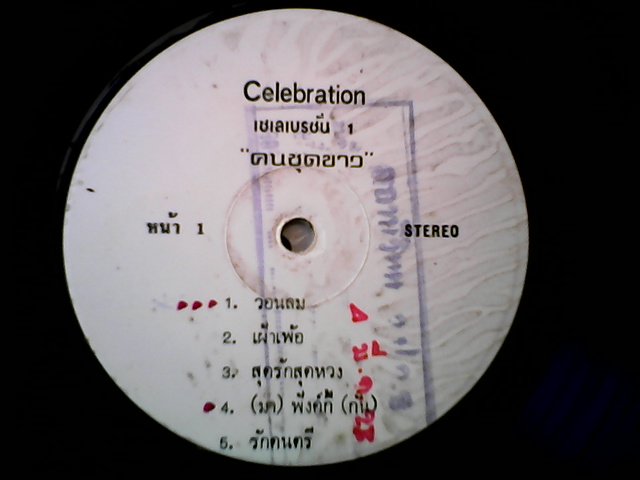 Celebration
เซเลเบรชั่น 1
"คนชุดขาว"
หน้า 1
STEREO
1. วอนลม
2. เฝ้าเพ้อ
3. สุดรักสุดหวง
4. (มา) พังค์กี้ (กัน)
5. รักดนตรี